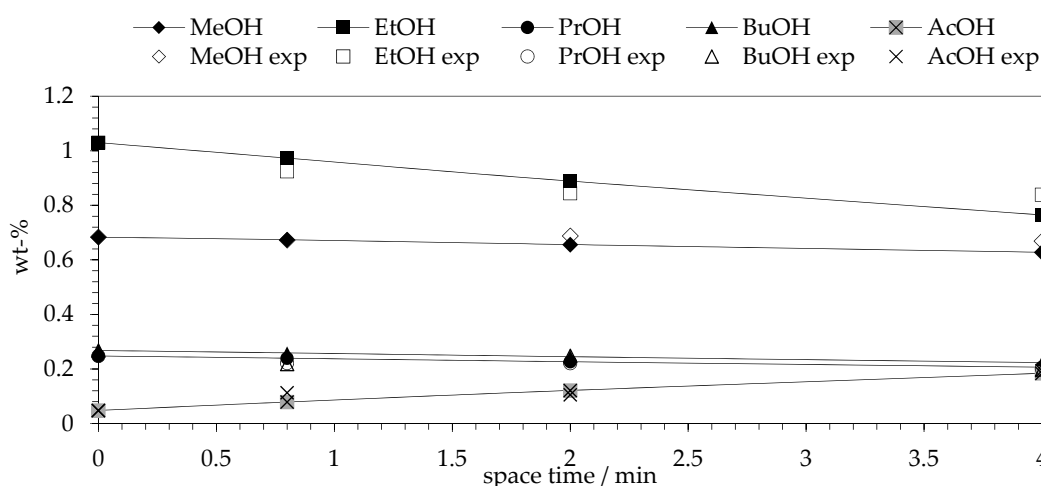 MeOH EtOH PrOH BuOH AcOH
MeOH exp EtOH exp PrOH exp BuOH exp AcOH exp
1.2
1
0.8
0.6
0.4
0.2
0
wt-%
0 0.5 1 1.5 2 2.5 3 3.5 4
space time / min